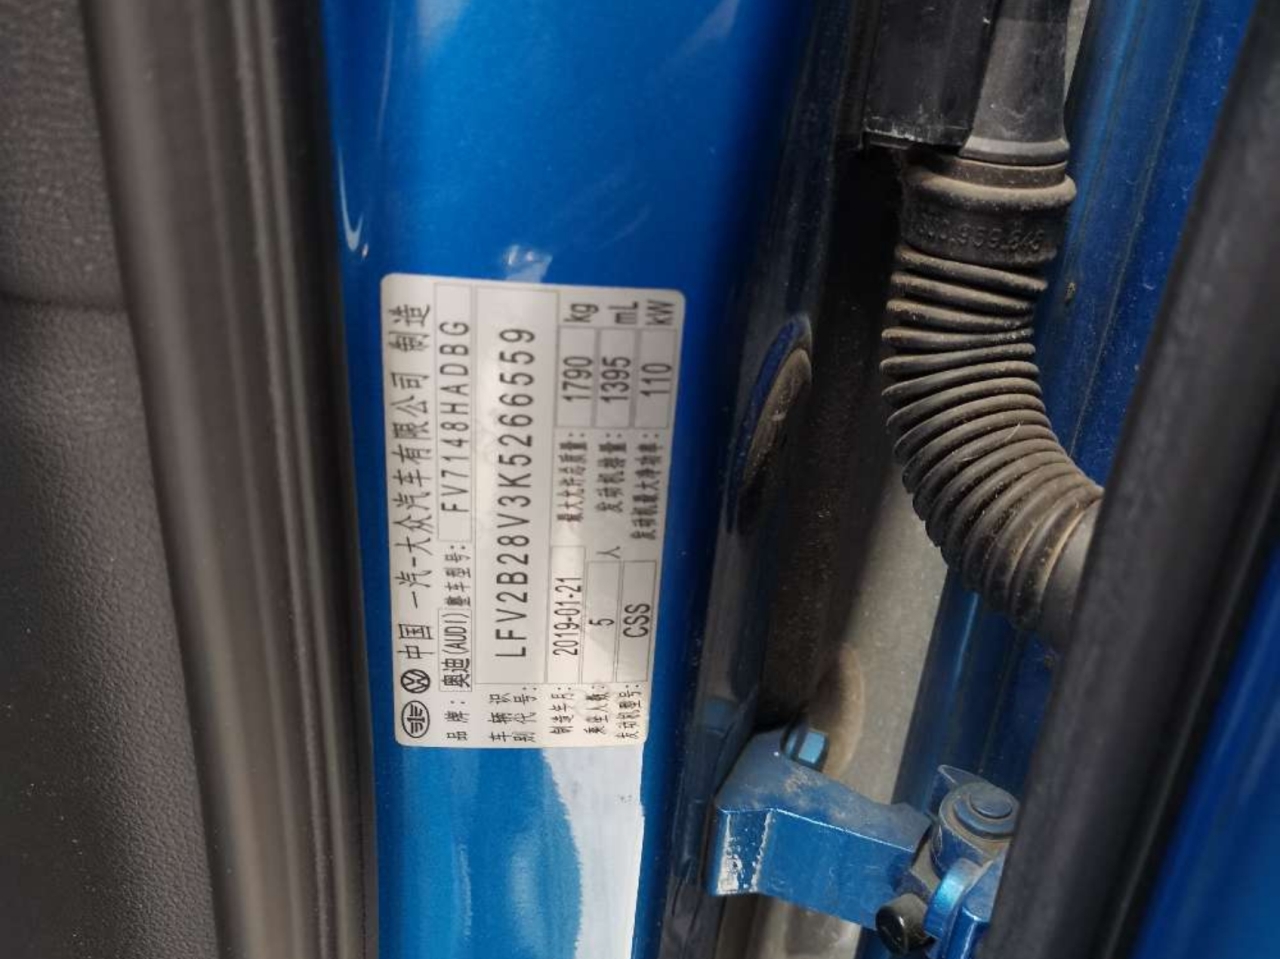 中国一汽-大众汽车有限公司 制造
品牌: 奥迪(AUDI) 整车型号: FV7148HADBG
车辆识别代号: LFV2B28V3K5266559
制造年月: 2019-01-21 最大允许总质量: 1790 kg
乘坐人数: 5 人 发动机排量: 1395 mL
发动机型号: CSS 发动机最大净功率: 110 kW